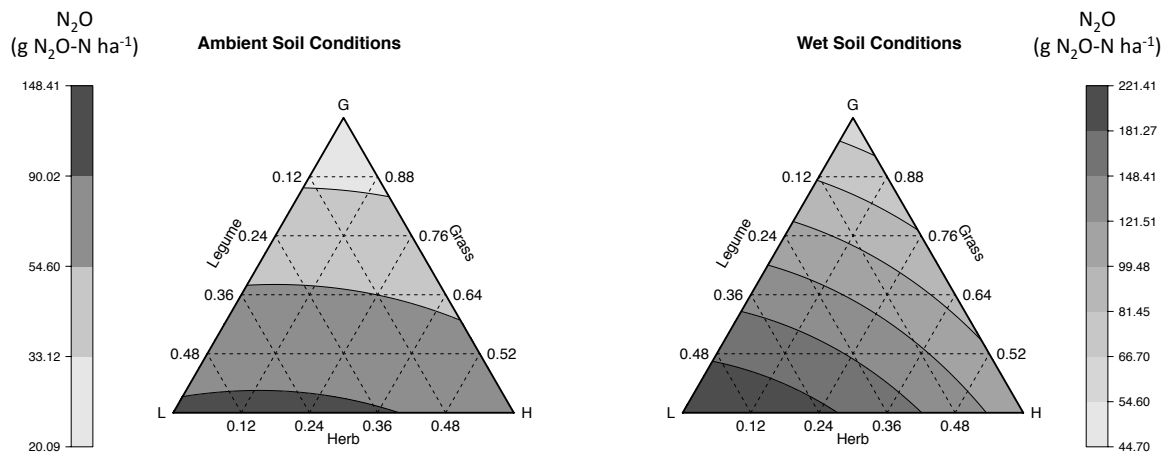 N₂O
(g N₂O-N ha⁻¹)
Ambient Soil Conditions
148.41
90.02
54.60
33.12
20.09
G
0.12
0.88
Legume
0.24
0.76
Grass
0.36
0.64
0.48
0.52
L
H
0.12
0.24
0.36
0.48
Herb
Wet Soil Conditions
N₂O
(g N₂O-N ha⁻¹)
G
0.12
0.88
Legume
0.24
0.76
Grass
0.36
0.64
0.48
0.52
L
H
0.12
0.24
0.36
0.48
Herb
221.41
181.27
148.41
121.51
99.48
81.45
66.70
54.60
44.70